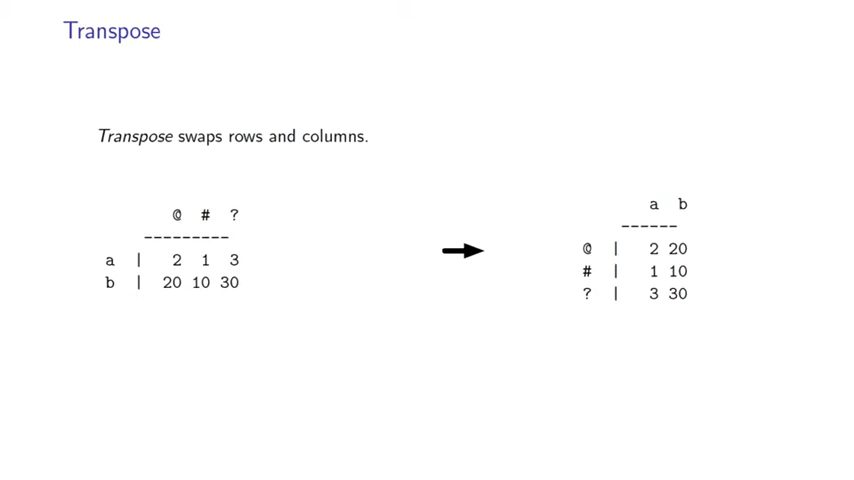 Transpose
Transpose swaps rows and columns.
@ # ?
---------
a | 2 1 3
b | 20 10 30
a b
------
@ | 2 20
# | 1 10
? | 3 30